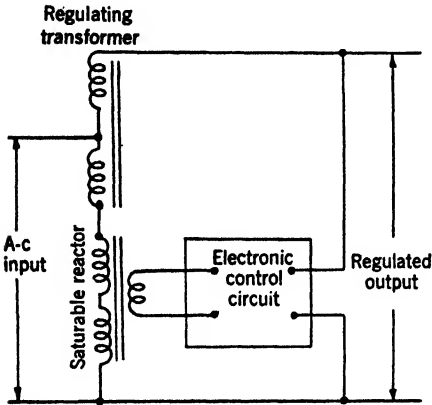 Regulating
transformer
A-c
input
Saturable reactor
Electronic
control
circuit
Regulated
output